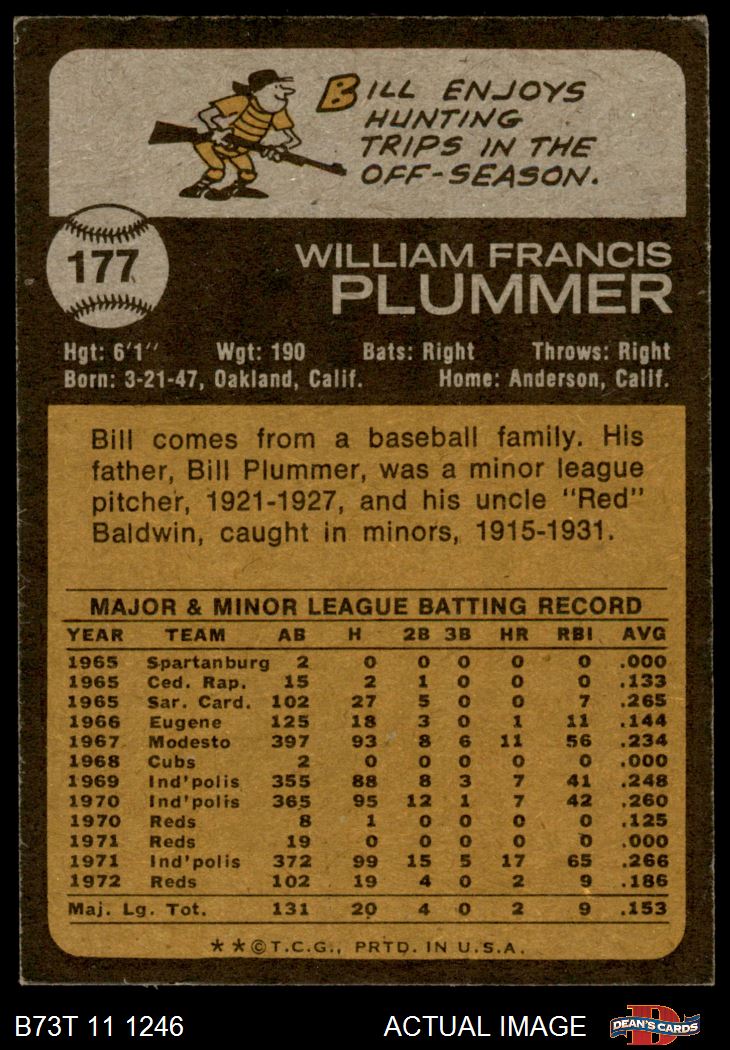 BILL ENJOYS
HUNTING
TRIPS IN THE
OFF-SEASON.
177
WILLIAM FRANCIS
PLUMMER
Hgt: 6'1" Wgt: 190 Bats: Right Throws: Right
Born: 3-21-47, Oakland, Calif. Home: Anderson, Calif.
Bill comes from a baseball family. His
father, Bill Plummer, was a minor league
pitcher, 1921-1927, and his uncle "Red"
Baldwin, caught in minors, 1915-1931.
MAJOR & MINOR LEAGUE BATTING RECORD
YEAR TEAM AB H 2B 3B HR RBI AVG
1965 Spartanburg 2 0 0 0 0 0 .000
1965 Ced. Rap. 15 2 1 0 0 0 .133
1965 Sar. Card. 102 27 5 0 0 7 .265
1966 Eugene 125 18 3 0 1 11 .144
1967 Modesto 397 93 8 6 11 56 .234
1968 Cubs 2 0 0 0 0 0 .000
1969 Ind'polis 355 88 8 3 7 41 .248
1970 Ind'polis 365 95 12 1 7 42 .260
1970 Reds 8 1 0 0 0 0 .125
1971 Reds 19 0 0 0 0 0 .000
1971 Ind'polis 372 99 15 5 17 65 .266
1972 Reds 102 19 4 0 2 9 .186
Maj. Lg. Tot. 131 20 4 0 2 9 .153
**©T.C.G., PRTD. IN U.S.A.
B73T 11 1246 ACTUAL IMAGE D DEAN'S CARDS